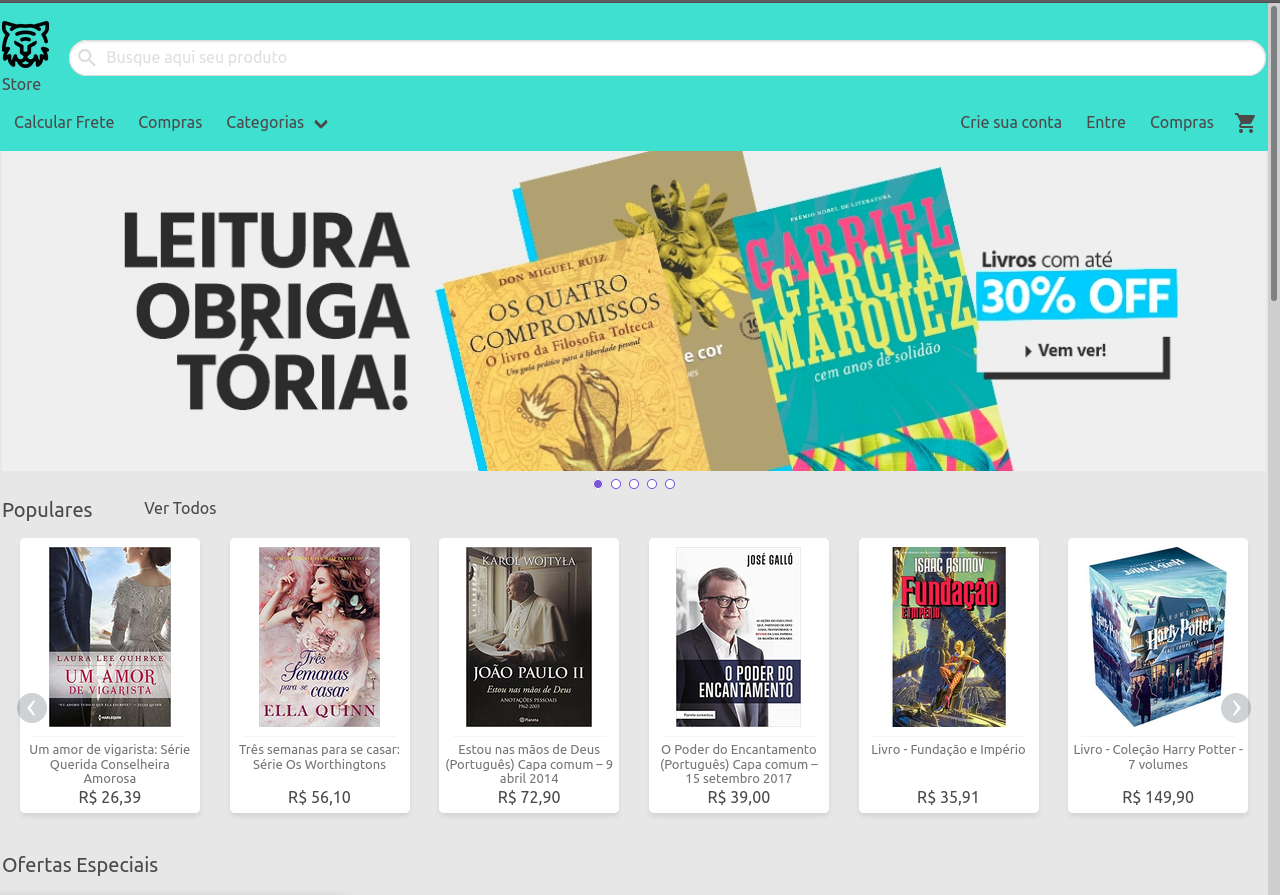 Busque aqui seu produto
Store
Calcular Frete Compras Categorias Crie sua conta Entre Compras
LEITURA
OBRIGA
TÓRIA!
DON MIGUEL RUIZ
OS QUATRO
COMPROMISSOS
O livro da Filosofia Tolteca
Um guia prático para a liberdade pessoal
e cor
PRÊMIO NOBEL DE LITERATURA
GABRIEL
GARCÍA
MÁRQUEZ
cem anos de solidão
Livros com até
30% OFF
Vem ver!
Populares Ver Todos
LAURA LEE GUHRKE
UM AMOR
DE VIGARISTA
HARLEQUIN
Três
Semanas
para se
casar
ELLA QUINN
KAROL WOJTYŁA
JOÃO PAULO II
Estou nas mãos de Deus
ANOTAÇÕES PESSOAIS
1962-2003
Planeta
JOSÉ GALLÓ
O PODER DO
ENCANTAMENTO
ISAAC ASIMOV
Fundação
E IMPÉRIO
Harry Potter
J.K. ROWLING
Harry Potter
Um amor de vigarista: Série
Querida Conselheira
Amorosa
R$ 26,39
Três semanas para se casar:
Série Os Worthingtons
R$ 56,10
Estou nas mãos de Deus
(Português) Capa comum – 9
abril 2014
R$ 72,90
O Poder do Encantamento
(Português) Capa comum –
15 setembro 2017
R$ 39,00
Livro - Fundação e Império
R$ 35,91
Livro - Coleção Harry Potter -
7 volumes
R$ 149,90
Ofertas Especiais